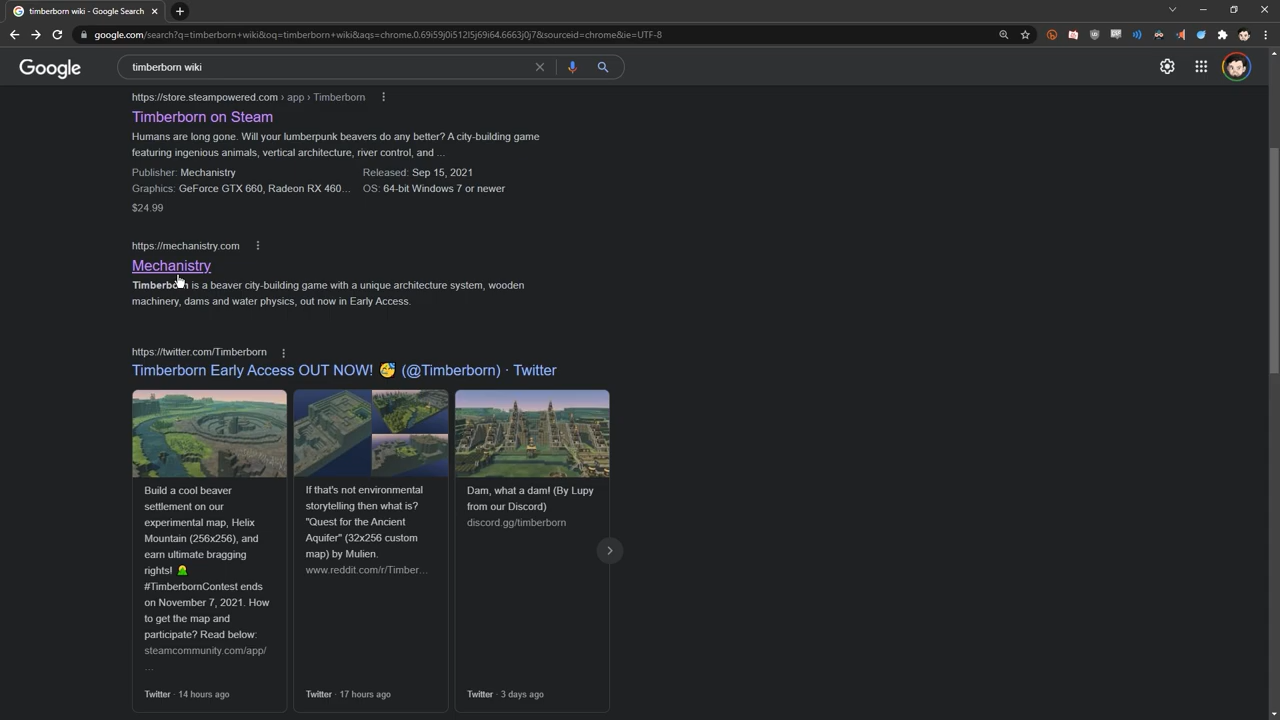 timberborn wiki - Google Search
google.com/search?q=timberborn+wiki&oq=timberborn+wiki&aqs=chrome.0.69i59j0i512l5j69i64.6663j0j7&sourceid=chrome&ie=UTF-8
Google
timberborn wiki
https://store.steampowered.com › app › Timberborn
Timberborn on Steam
Humans are long gone. Will your lumberpunk beavers do any better? A city-building game
featuring ingenious animals, vertical architecture, river control, and ...
Publisher: Mechanistry Released: Sep 15, 2021
Graphics: GeForce GTX 660, Radeon RX 460... OS: 64-bit Windows 7 or newer
$24.99
https://mechanistry.com
Mechanistry
Timberborn is a beaver city-building game with a unique architecture system, wooden
machinery, dams and water physics, out now in Early Access.
https://twitter.com/Timberborn
Timberborn Early Access OUT NOW! 🥳 (@Timberborn) · Twitter
Build a cool beaver
settlement on our
experimental map, Helix
Mountain (256x256), and
earn ultimate bragging
rights!
#TimberbornContest ends
on November 7, 2021. How
to get the map and
participate? Read below:
steamcommunity.com/app/
...
Twitter · 14 hours ago
If that's not environmental
storytelling then what is?
"Quest for the Ancient
Aquifer" (32x256 custom
map) by Mulien.
www.reddit.com/r/Timber...
Twitter · 17 hours ago
Dam, what a dam! (By Lupy
from our Discord)
discord.gg/timberborn
Twitter · 3 days ago